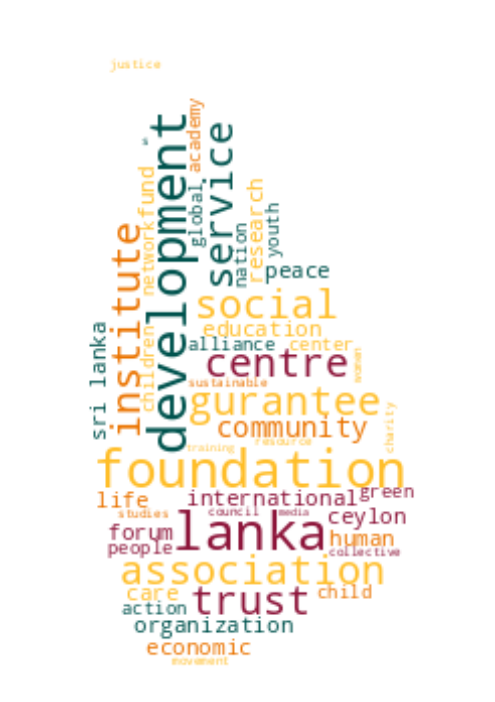 justice
academy
development
service
fund
network
global
research
youth
nation
institute
peace
social
education
alliance center
sri lanka
children
centre
women
sustainable
gurantee
community
charity
resource
training
foundation
life
international
green
studies
council
media
lanka
ceylon
forum
human
people
collective
association
care
trust
child
action
organization
economic
movement